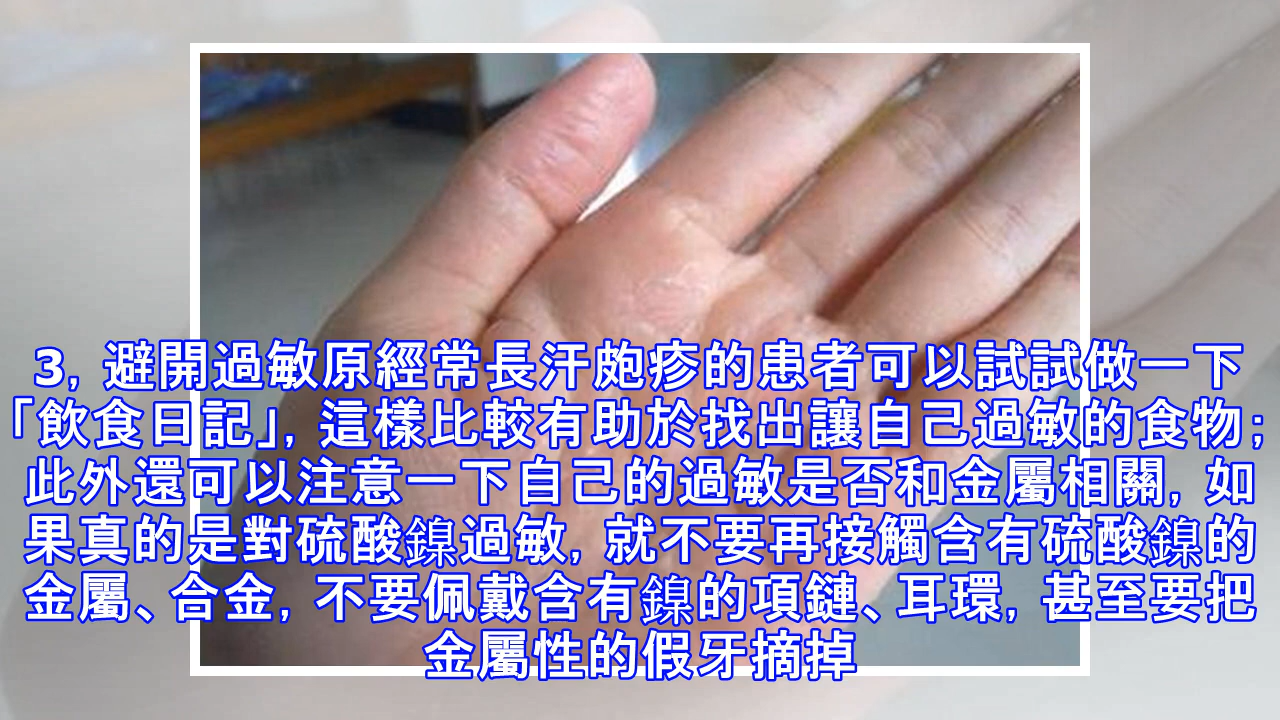 3, 避開過敏原經常長汗皰疹的患者可以試試做一下
「飲食日記」, 這樣比較有助於找出讓自己過敏的食物;
此外還可以注意一下自己的過敏是否和金屬相關, 如
果真的是對硫酸鎳過敏, 就不要再接觸含有硫酸鎳的
金屬、合金, 不要佩戴含有鎳的項鏈、耳環, 甚至要把
金屬性的假牙摘掉